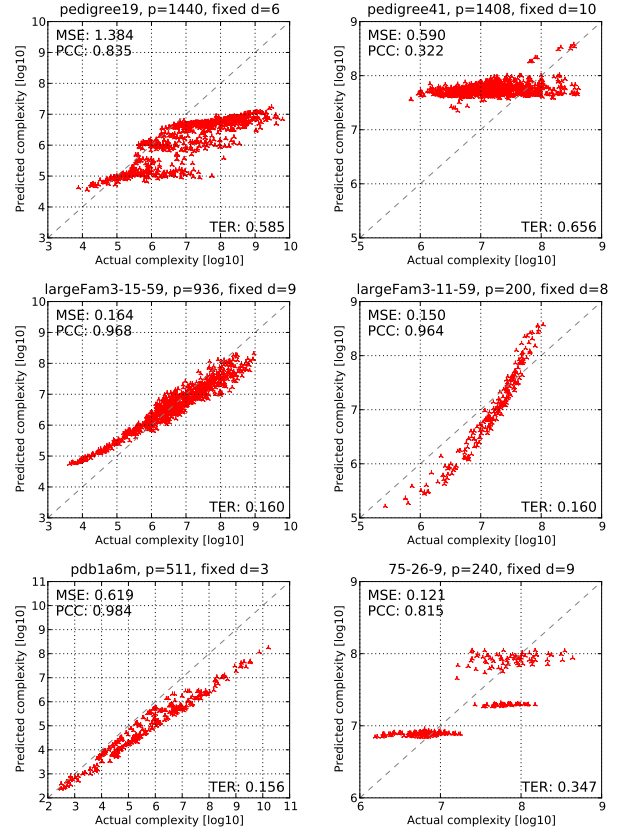 pedigree19, p=1440, fixed d=6
MSE: 1.384
PCC: 0.835
TER: 0.585
Predicted complexity [log10]
10
9
8
7
6
5
4
3
3 4 5 6 7 8 9 10
Actual complexity [log10]
pedigree41, p=1408, fixed d=10
MSE: 0.590
PCC: 0.322
TER: 0.656
Predicted complexity [log10]
9
8
7
6
5
5 6 7 8 9
Actual complexity [log10]
largeFam3-15-59, p=936, fixed d=9
MSE: 0.164
PCC: 0.968
TER: 0.160
Predicted complexity [log10]
10
9
8
7
6
5
4
3
3 4 5 6 7 8 9 10
Actual complexity [log10]
largeFam3-11-59, p=200, fixed d=8
MSE: 0.150
PCC: 0.964
TER: 0.160
Predicted complexity [log10]
9
8
7
6
5
5 6 7 8 9
Actual complexity [log10]
pdb1a6m, p=511, fixed d=3
MSE: 0.619
PCC: 0.984
TER: 0.156
Predicted complexity [log10]
11
10
9
8
7
6
5
4
3
2
2 3 4 5 6 7 8 9 10 11
Actual complexity [log10]
75-26-9, p=240, fixed d=9
MSE: 0.121
PCC: 0.815
TER: 0.347
Predicted complexity [log10]
9
8
7
6
6 7 8 9
Actual complexity [log10]